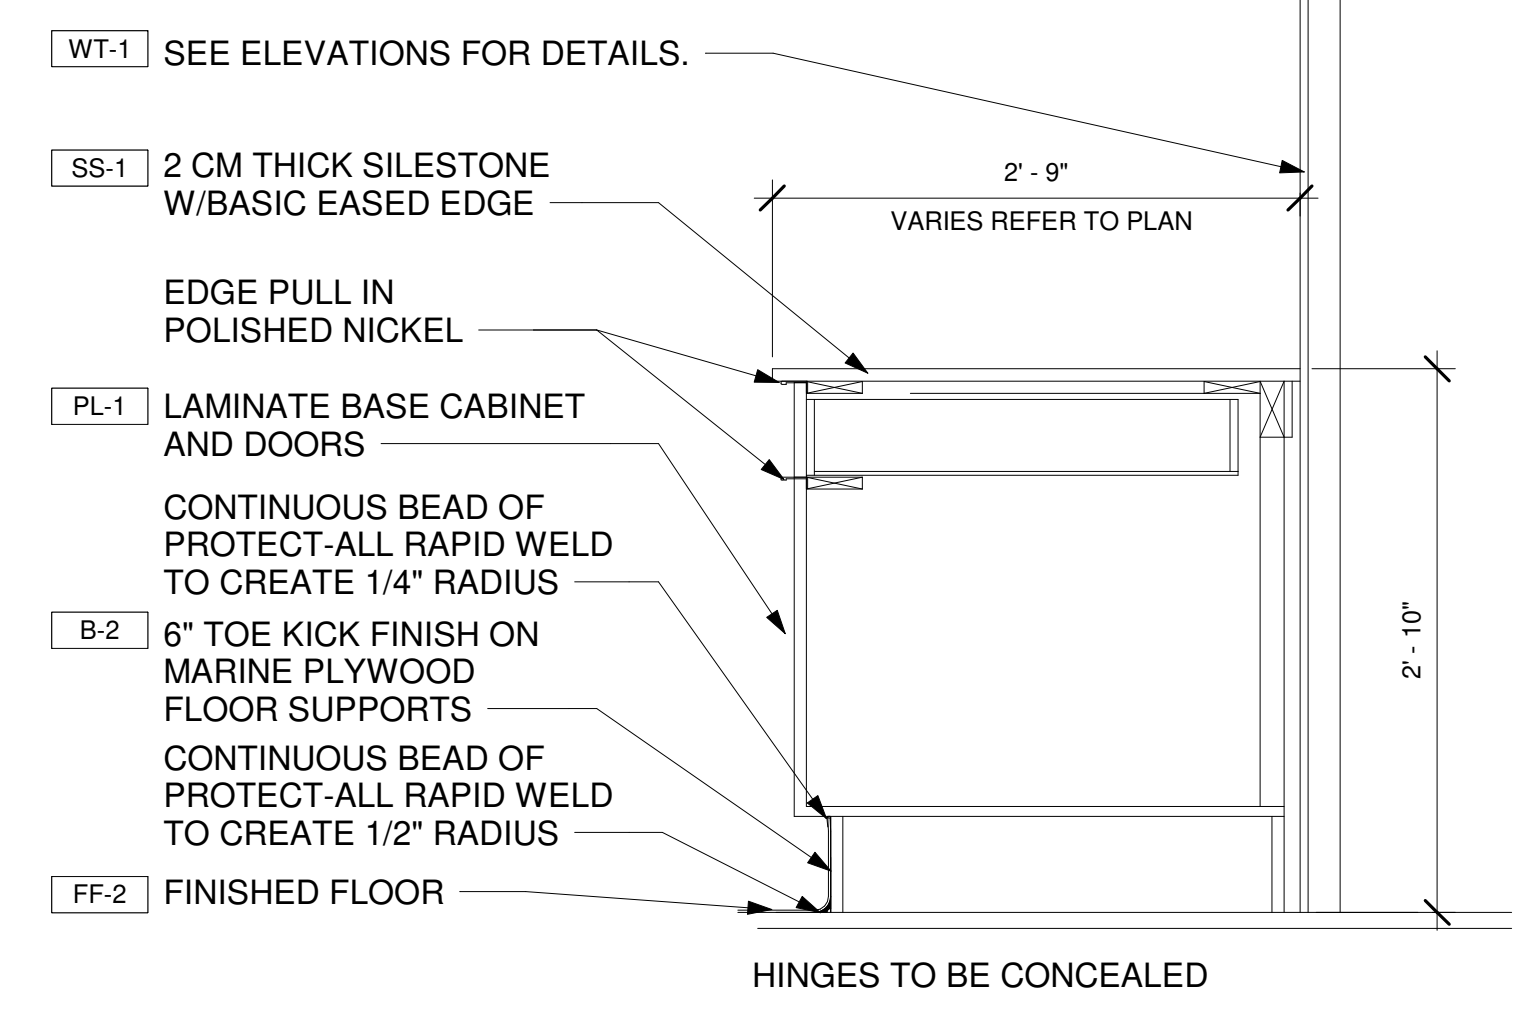 WT-1 SEE ELEVATIONS FOR DETAILS.
2' - 9"
VARIES REFER TO PLAN
SS-1 2 CM THICK SILESTONE
W/BASIC EASED EDGE
EDGE PULL IN
POLISHED NICKEL
PL-1 LAMINATE BASE CABINET
AND DOORS
CONTINUOUS BEAD OF
PROTECT-ALL RAPID WELD
TO CREATE 1/4" RADIUS
B-2 6" TOE KICK FINISH ON
MARINE PLYWOOD
FLOOR SUPPORTS
CONTINUOUS BEAD OF
PROTECT-ALL RAPID WELD
TO CREATE 1/2" RADIUS
FF-2 FINISHED FLOOR
2' - 10"
HINGES TO BE CONCEALED